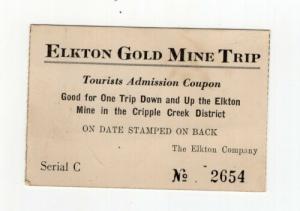 ELKTON GOLD MINE TRIP
Tourists Admission Coupon
Good for One Trip Down and Up the Elkton
Mine in the Cripple Creek District
ON DATE STAMPED ON BACK
The Elkton Company
Serial C № 2654